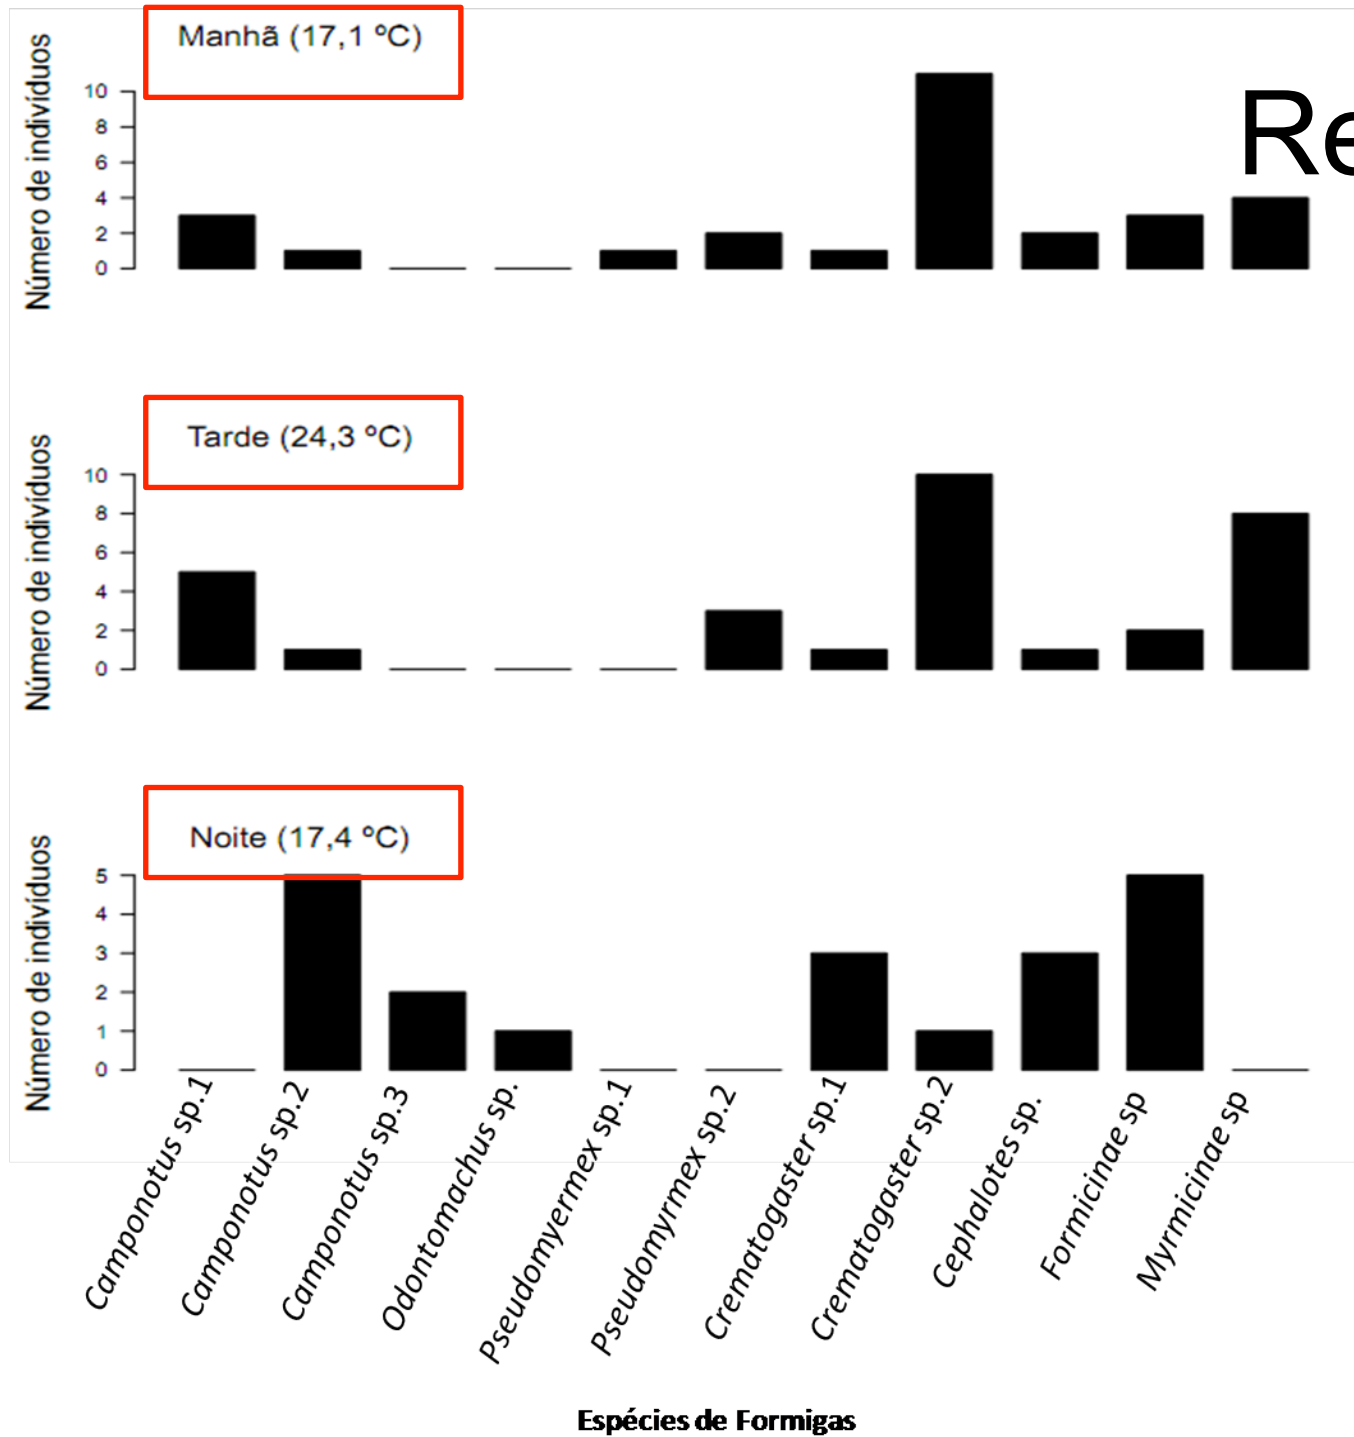 Manhã (17,1 ºC)
Re
Número de indivíduos
10
8
6
4
2
0
Tarde (24,3 ºC)
Número de indivíduos
10
8
6
4
2
0
Noite (17,4 ºC)
Número de indivíduos
5
4
3
2
1
0
Camponotus sp.1
Camponotus sp.2
Camponotus sp.3
Odontomachus sp.
Pseudomyermex sp.1
Pseudomyrmex sp.2
Crematogaster sp.1
Crematogaster sp.2
Cephalotes sp.
Formicinae sp
Myrmicinae sp
Espécies de Formigas